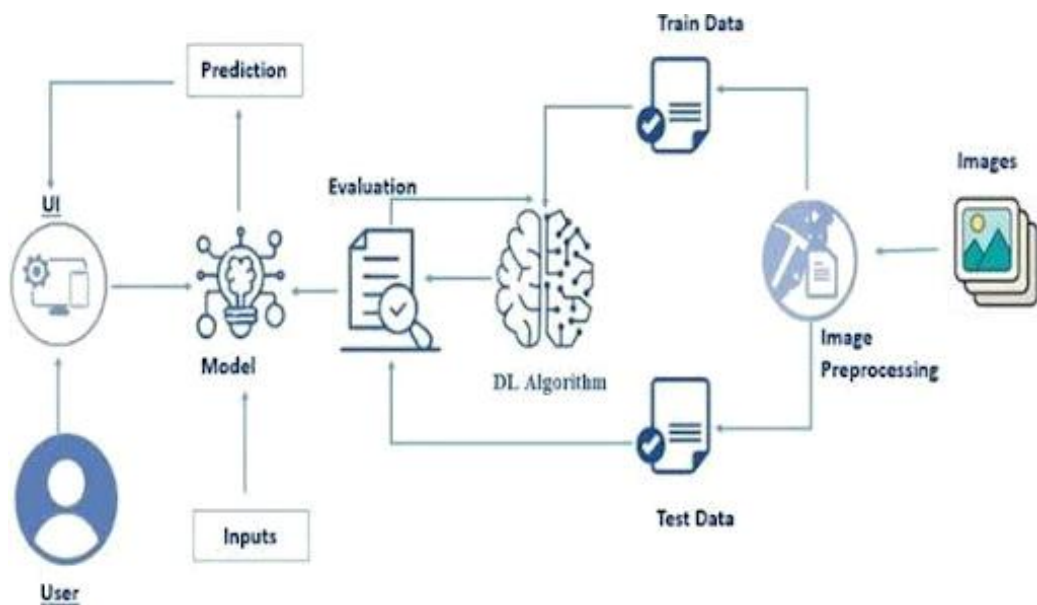 Train Data
Prediction
Images
Evaluation
UI
Image
Preprocessing
Model
DL Algorithm
Inputs
Test Data
User